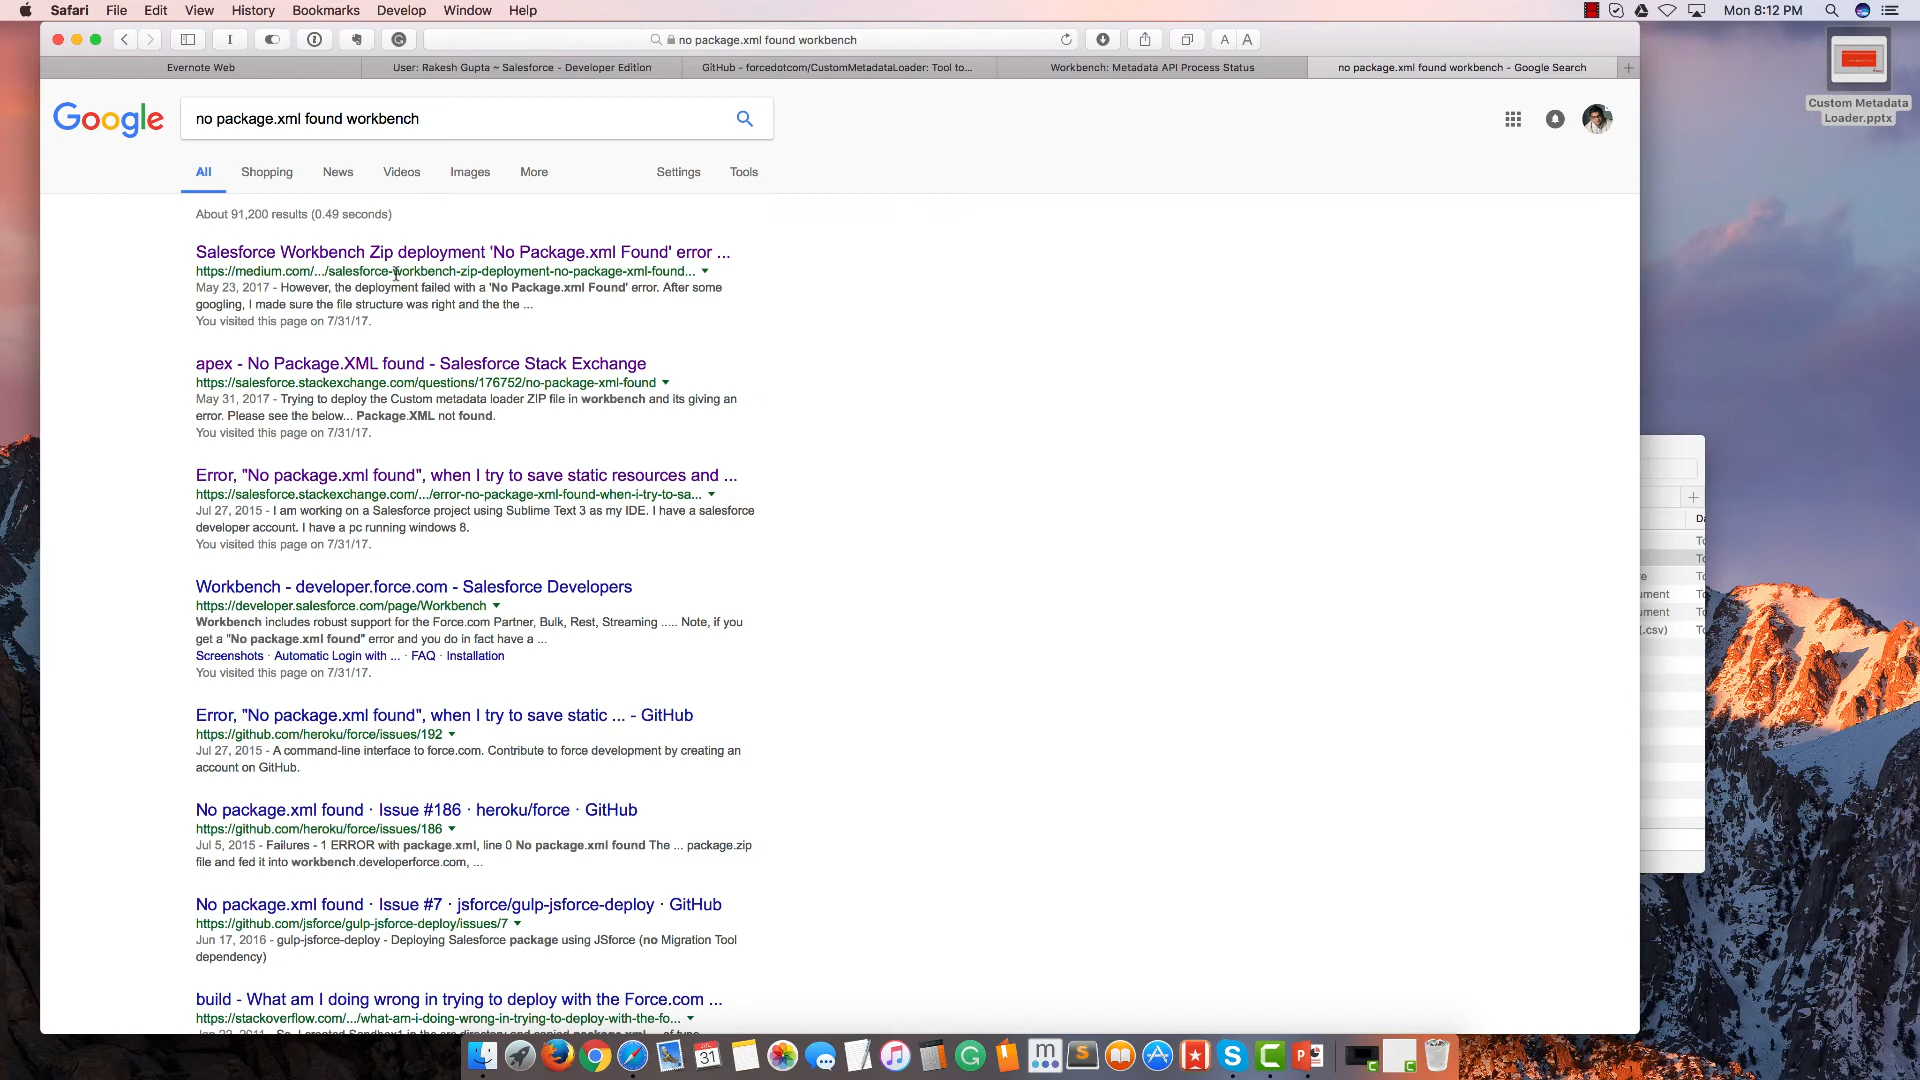 Safari File Edit View History Bookmarks Develop Window Help Mon 8:12 PM
no package.xml found workbench
Evernote Web User: Rakesh Gupta ~ Salesforce - Developer Edition GitHub - forcedotcom/CustomMetadataLoader: Tool to... Workbench: Metadata API Process Status no package.xml found workbench - Google Search
Custom Metadata
Loader.pptx
Google no package.xml found workbench
All Shopping News Videos Images More Settings Tools
About 91,200 results (0.49 seconds)
Salesforce Workbench Zip deployment 'No Package.xml Found' error ...
https://medium.com/.../salesforce-workbench-zip-deployment-no-package-xml-found...
May 23, 2017 - However, the deployment failed with a 'No Package.xml Found' error. After some
googling, I made sure the file structure was right and the the ...
You visited this page on 7/31/17.
apex - No Package.XML found - Salesforce Stack Exchange
https://salesforce.stackexchange.com/questions/176752/no-package-xml-found
May 31, 2017 - Trying to deploy the Custom metadata loader ZIP file in workbench and its giving an
error. Please see the below... Package.XML not found.
You visited this page on 7/31/17.
Error, "No package.xml found", when I try to save static resources and ...
https://salesforce.stackexchange.com/.../error-no-package-xml-found-when-i-try-to-sa...
Jul 27, 2015 - I am working on a Salesforce project using Sublime Text 3 as my IDE. I have a salesforce
developer account. I have a pc running windows 8.
You visited this page on 7/31/17.
Workbench - developer.force.com - Salesforce Developers
https://developer.salesforce.com/page/Workbench
Workbench includes robust support for the Force.com Partner, Bulk, Rest, Streaming ..... Note, if you
get a "No package.xml found" error and you do in fact have a ...
Screenshots · Automatic Login with ... · FAQ · Installation
You visited this page on 7/31/17.
Error, "No package.xml found", when I try to save static ... - GitHub
https://github.com/heroku/force/issues/192
Jul 27, 2015 - A command-line interface to force.com. Contribute to force development by creating an
account on GitHub.
No package.xml found · Issue #186 · heroku/force · GitHub
https://github.com/heroku/force/issues/186
Jul 5, 2015 - Failures - 1 ERROR with package.xml, line 0 No package.xml found The ... package.zip
file and fed it into workbench.developerforce.com, ...
No package.xml found · Issue #7 · jsforce/gulp-jsforce-deploy · GitHub
https://github.com/jsforce/gulp-jsforce-deploy/issues/7
Jun 17, 2016 - gulp-jsforce-deploy - Deploying Salesforce package using JSforce (no Migration Tool
dependency)
build - What am I doing wrong in trying to deploy with the Force.com ...
https://stackoverflow.com/.../what-am-i-doing-wrong-in-trying-to-deploy-with-the-fo...
(.csv)
JUL
31